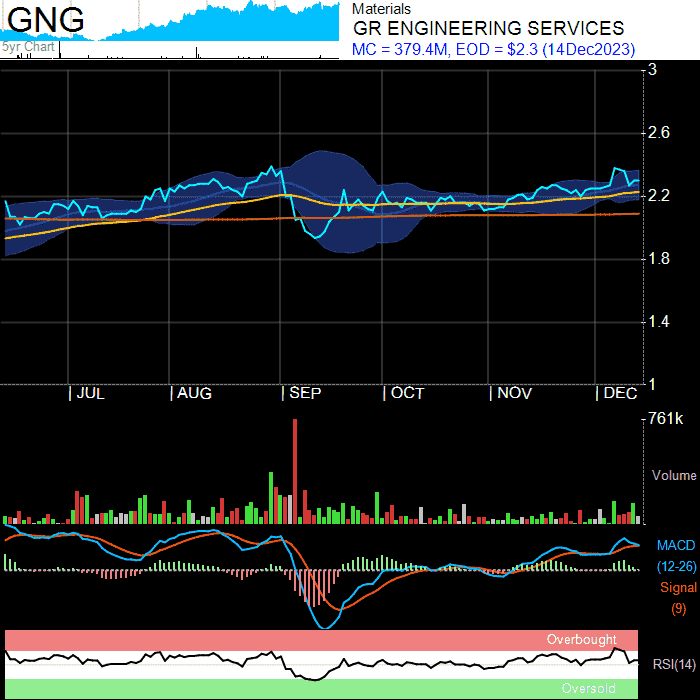 GNG
5yr Chart
Materials
GR ENGINEERING SERVICES
MC = 379.4M, EOD = $2.3 (14Dec2023)
3
2.6
2.2
1.8
1.4
1
JUL AUG SEP OCT NOV DEC
761k
Volume
MACD
(12-26)
Signal
(9)
Overbought
RSI(14)
Oversold